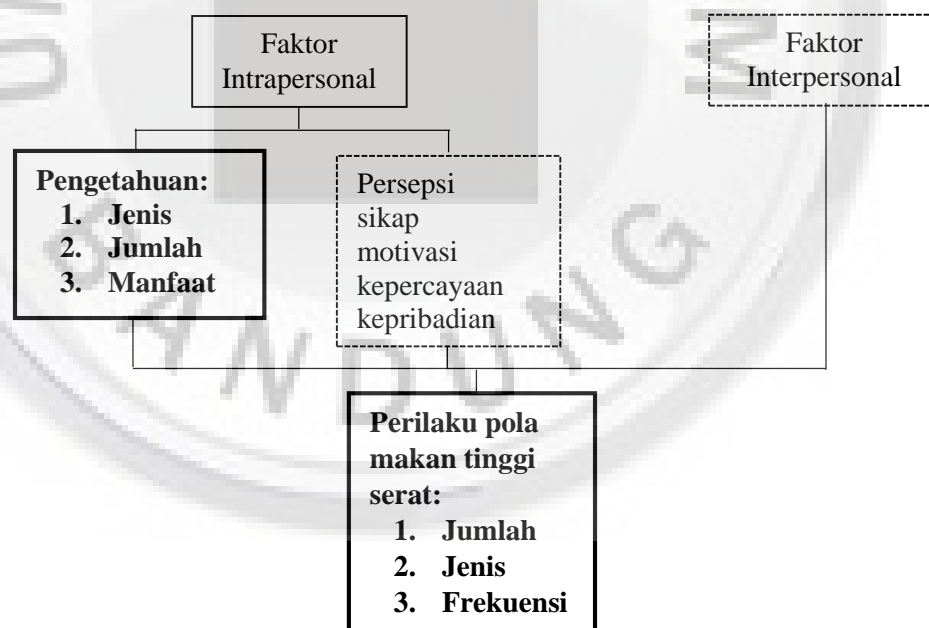 Faktor
Intrapersonal
Faktor
Interpersonal
Pengetahuan:
1. Jenis
2. Jumlah
3. Manfaat
Persepsi
sikap
motivasi
kepercayaan
kepribadian
Perilaku pola
makan tinggi
serat:
1. Jumlah
2. Jenis
3. Frekuensi
BANDUNG